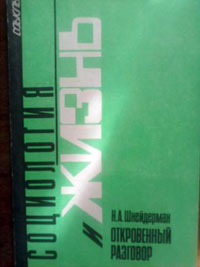 СОЦИОЛОГИЯ
И
ЖИЗНЬ
Н.А. Шнейдерман
ОТКРОВЕННЫЙ
РАЗГОВОР